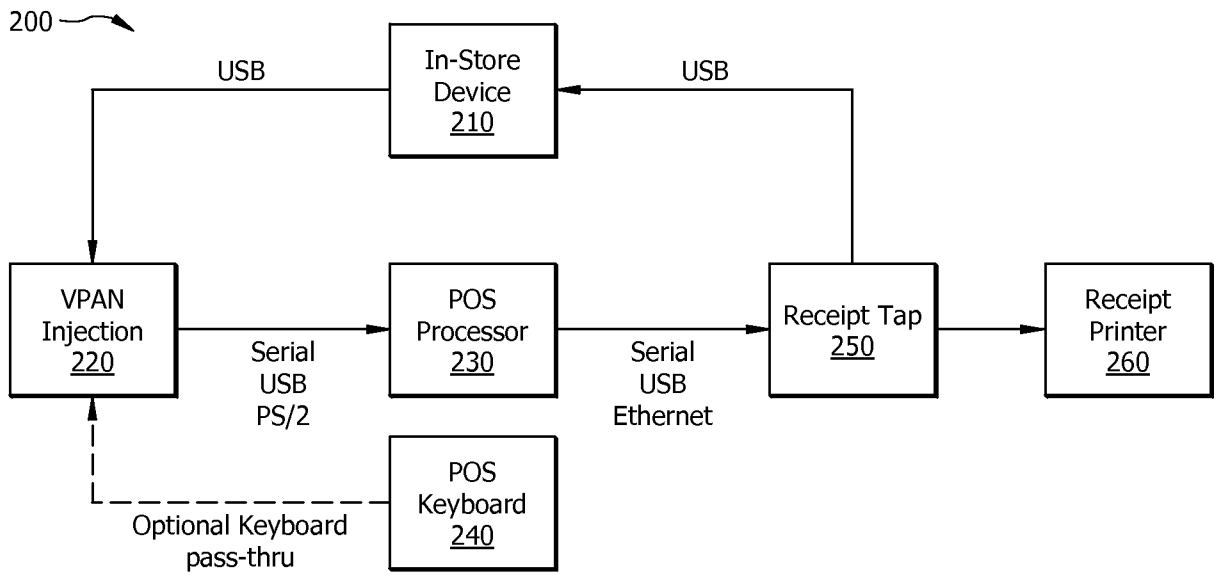 200
USB
In-Store
Device
210
USB
VPAN
Injection
220
Serial
USB
PS/2
POS
Processor
230
Serial
USB
Ethernet
Receipt Tap
250
Receipt
Printer
260
Optional Keyboard
pass-thru
POS
Keyboard
240